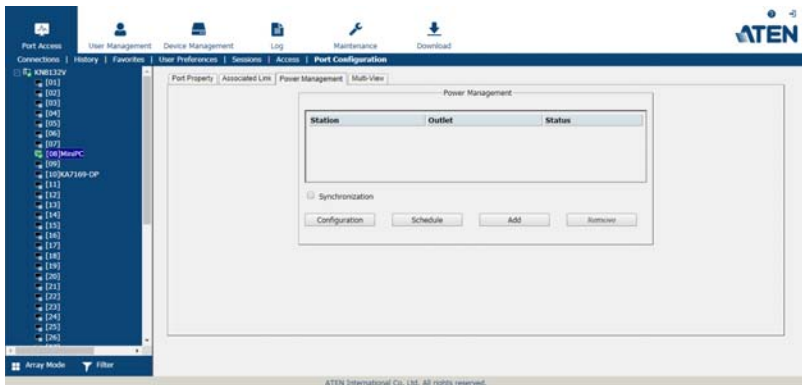 Port Access User Management Device Management Log Maintenance Download
ATEN
Connections | History | Favorites | User Preferences | Sessions | Access | Port Configuration
KN8132V
[01]
[02]
[03]
[04]
[05]
[06]
[07]
[08]MiniPC
[09]
[10]KA7169-DP
[11]
[12]
[13]
[14]
[15]
[16]
[17]
[18]
[19]
[20]
[21]
[22]
[23]
[24]
[25]
[26]
Port Property Associated Link Power Management Multi-View
Power Management
Station Outlet Status
Synchronization
Configuration Schedule Add Remove
Array Mode Filter
ATEN International Co. Ltd. All rights reserved.